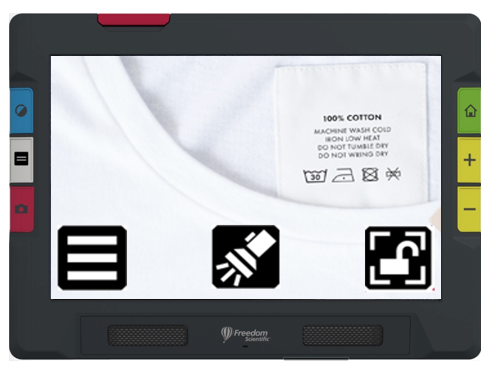 100% COTTON
MACHINE WASH COLD
IRON LOW HEAT
DO NOT TUMBLE DRY
DO NOT WRING DRY
30
Freedom
Scientific